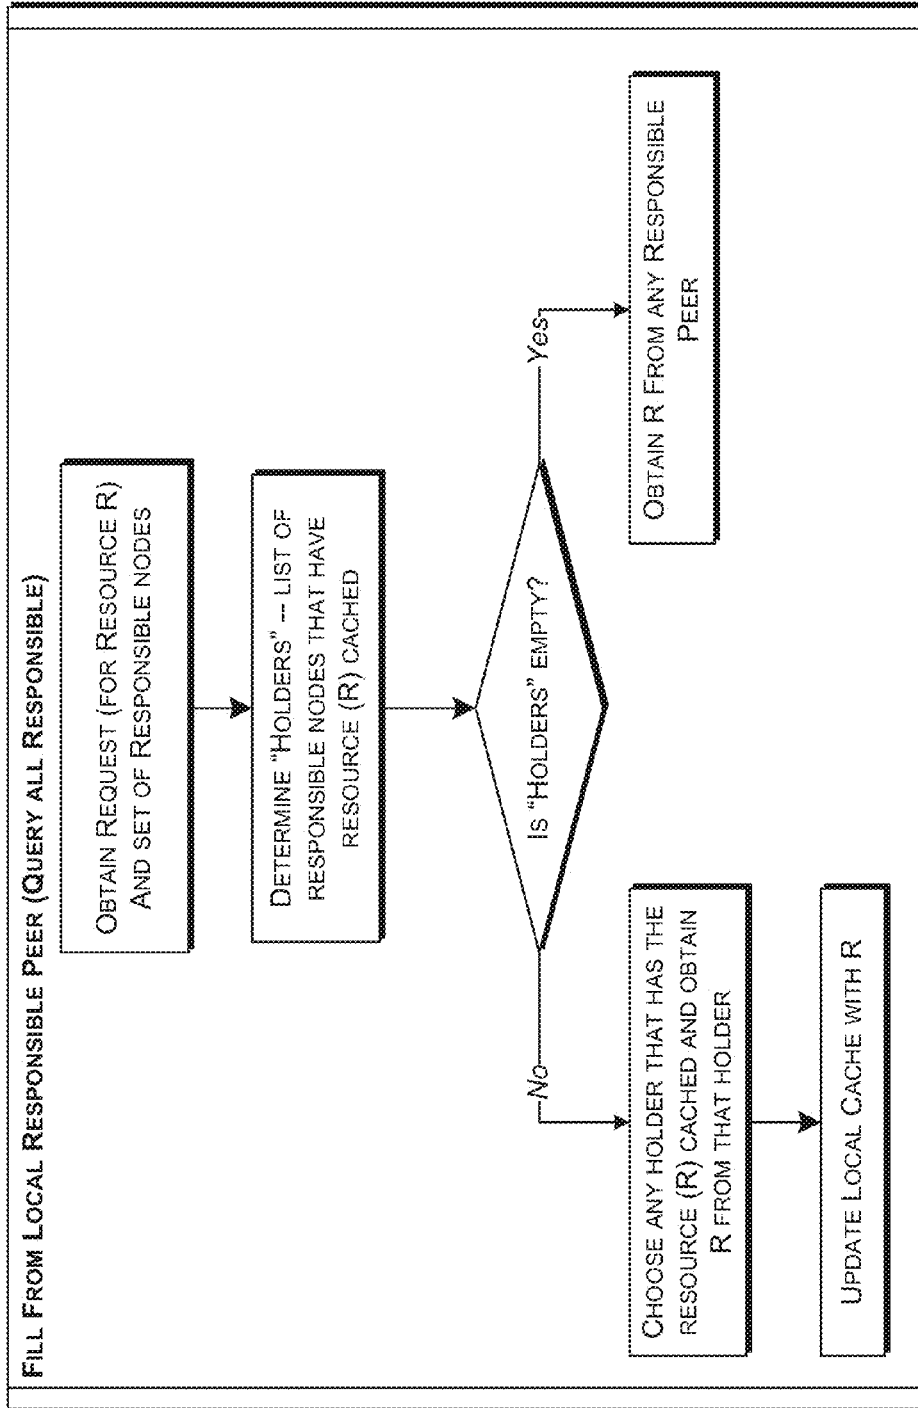 FILL FROM LOCAL RESPONSIBLE PEER (QUERY ALL RESPONSIBLE)
OBTAIN REQUEST (FOR RESOURCE R)
AND SET OF RESPONSIBLE NODES
DETERMINE "HOLDERS" -- LIST OF
RESPONSIBLE NODES THAT HAVE
RESOURCE (R) CACHED
IS "HOLDERS" EMPTY?
No
Yes
CHOOSE ANY HOLDER THAT HAS THE
RESOURCE (R) CACHED AND OBTAIN
R FROM THAT HOLDER
UPDATE LOCAL CACHE WITH R
OBTAIN R FROM ANY RESPONSIBLE
PEER